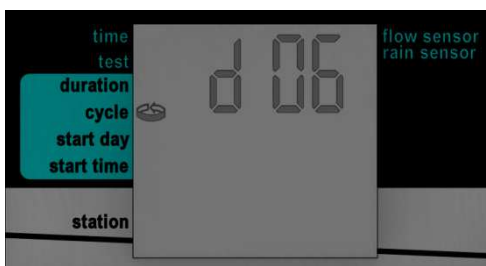 time
test
duration
cycle
start day
start time
station
d 06
flow sensor
rain sensor